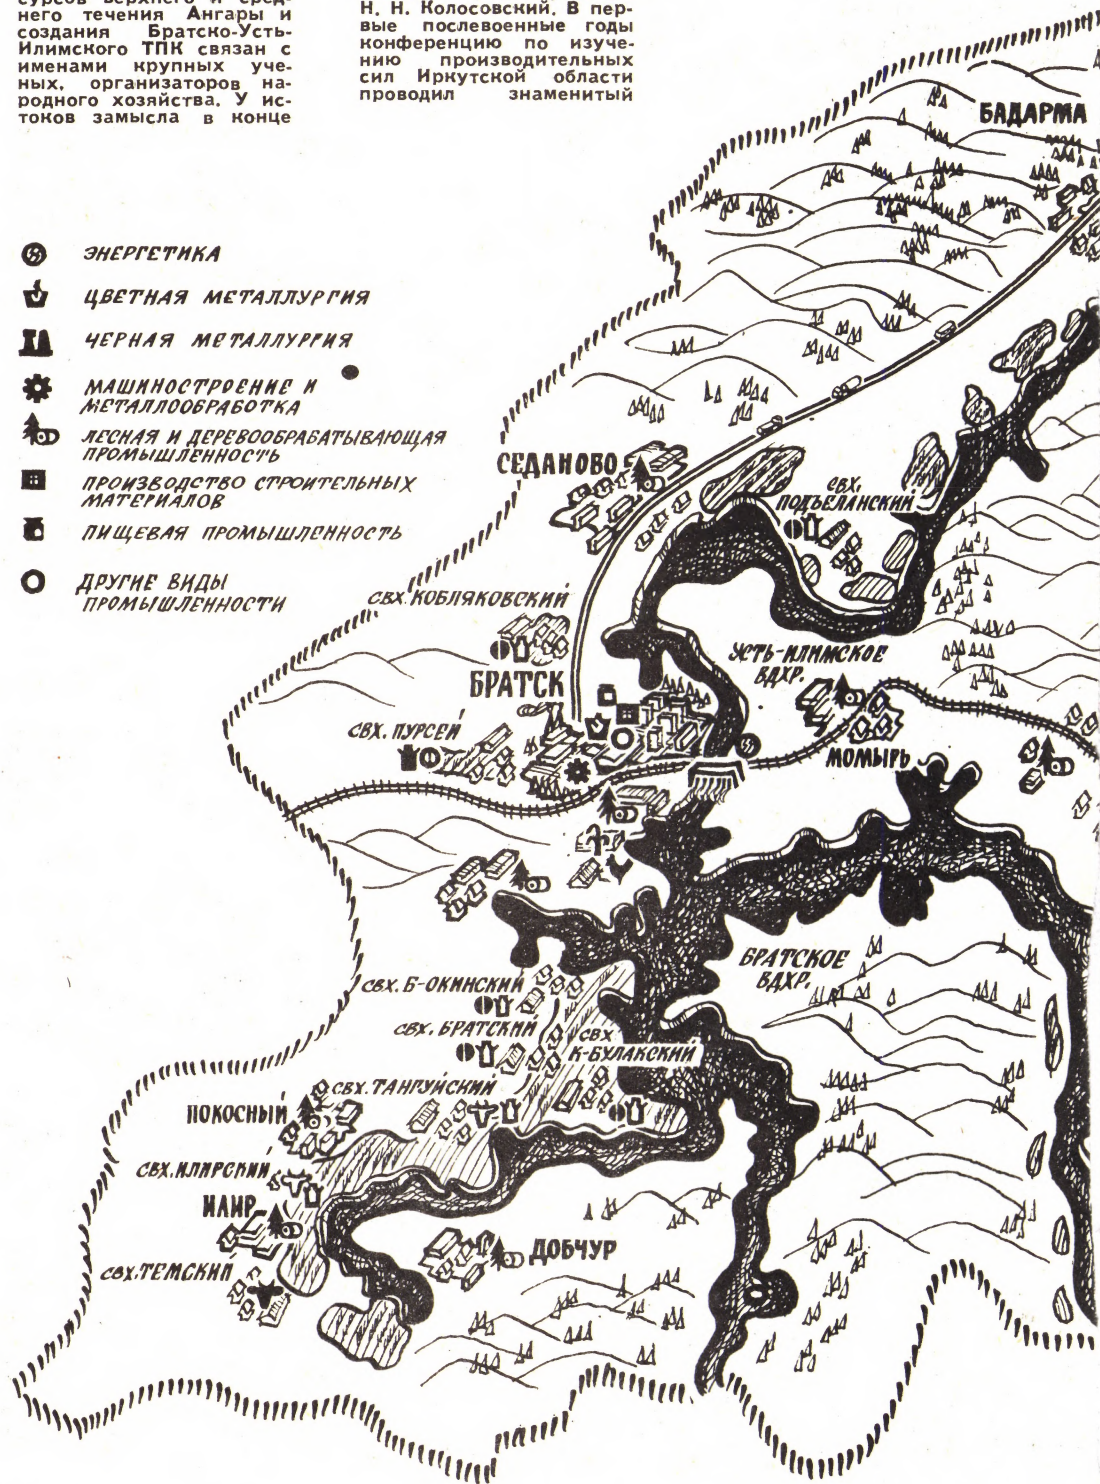 него течения Ангары и
создания Братско-Усть-
Илимского ТПК связан с
именами крупных уче-
ных, организаторов на-
родного хозяйства. У ис-
токов замысла в конце
Н. Н. Колосовский. В пер-
вые послевоенные годы
конференцию по изуче-
нию производительных
сил Иркутской области
проводил знаменитый
ЭНЕРГЕТИКА
ЦВЕТНАЯ МЕТАЛЛУРГИЯ
ЧЕРНАЯ МЕТАЛЛУРГИЯ
МАШИНОСТРОЕНИЕ И
МЕТАЛЛООБРАБОТКА
ЛЕСНАЯ И ДЕРЕВООБРАБАТЫВАЮЩАЯ
ПРОМЫШЛЕННОСТЬ
ПРОИЗВОДСТВО СТРОИТЕЛЬНЫХ
МАТЕРИАЛОВ
ПИЩЕВАЯ ПРОМЫШЛЕННОСТЬ
ДРУГИЕ ВИДЫ
ПРОМЫШЛЕННОСТИ
БАДАРМА
СЕДАНОВО
СВХ.
ПОДЪЕЛАНСКИЙ
СВХ. КОБЛЯКОВСКИЙ
УСТЬ-ИЛИМСКОЕ
ВДХР.
БРАТСК
СВХ. ПУРСЕЙ
МОМЫРЬ
БРАТСКОЕ
ВДХР.
СВХ. Б-ОКИНСКИЙ
СВХ. БРАТСКИЙ
СВХ
К-БУЛАКСКИЙ
СВХ. ТАНГУЙСКИЙ
ПОКОСНЫЙ
СВХ. ИЛИРСКИЙ
ИЛИР
ДОБЧУР
СВХ. ТЕМСКИЙ